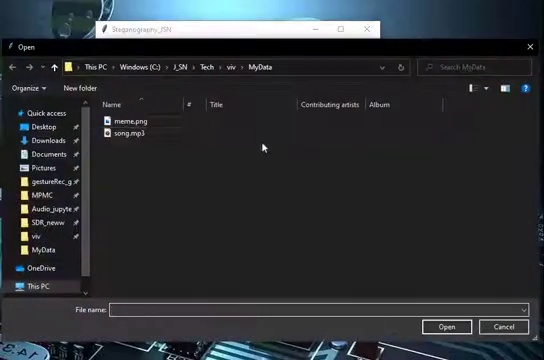 Steganography_JSN
Open
This PC > Windows (C:) > J_SN > Tech > viv > MyData
Search MyData
Organize
New folder
Name # Title Contributing artists Album
Quick access
Desktop
Downloads
Documents
Pictures
gestureRec_g
MPMC
Audio_jupyte
SDR_neww
viv
MyData
OneDrive
This PC
meme.png
song.mp3
File name:
Open Cancel